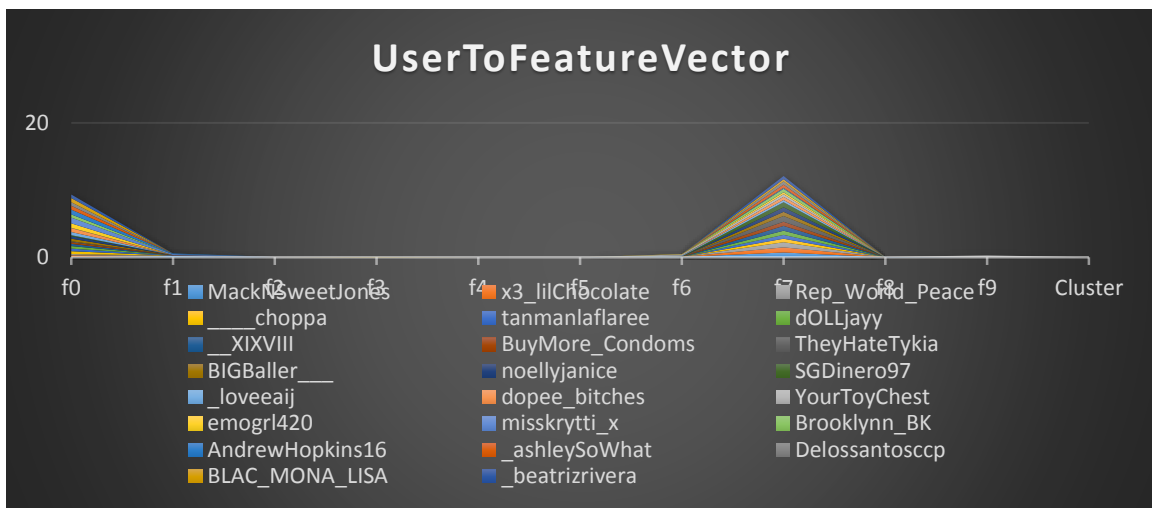 UserToFeatureVector
20
0
f0 f1 f2 f3 f4 f5 f6 f7 f8 f9 Cluster
MackNsweetJones x3_lilChocolate Rep_World_Peace
____choppa tanmanlaflaree dOLLjayy
__XIXVIII BuyMore_Condoms TheyHateTykia
BIGBaller___ noellyjanice SGDinero97
_loveeaij dopee_bitches YourToyChest
emogrl420 misskrytti_x Brooklynn_BK
AndrewHopkins16 _ashleySoWhat Delossantosccp
BLAC_MONA_LISA _beatrizrivera